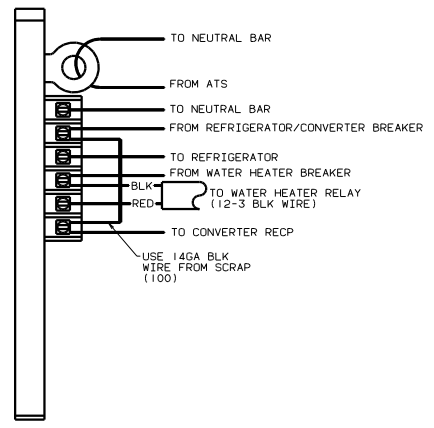 TO NEUTRAL BAR
FROM ATS
TO NEUTRAL BAR
FROM REFRIGERATOR/CONVERTER BREAKER
TO REFRIGERATOR
FROM WATER HEATER BREAKER
BLK
TO WATER HEATER RELAY
(12-3 BLK WIRE)
RED
TO CONVERTER RECP
USE 14GA BLK
WIRE FROM SCRAP
(100)